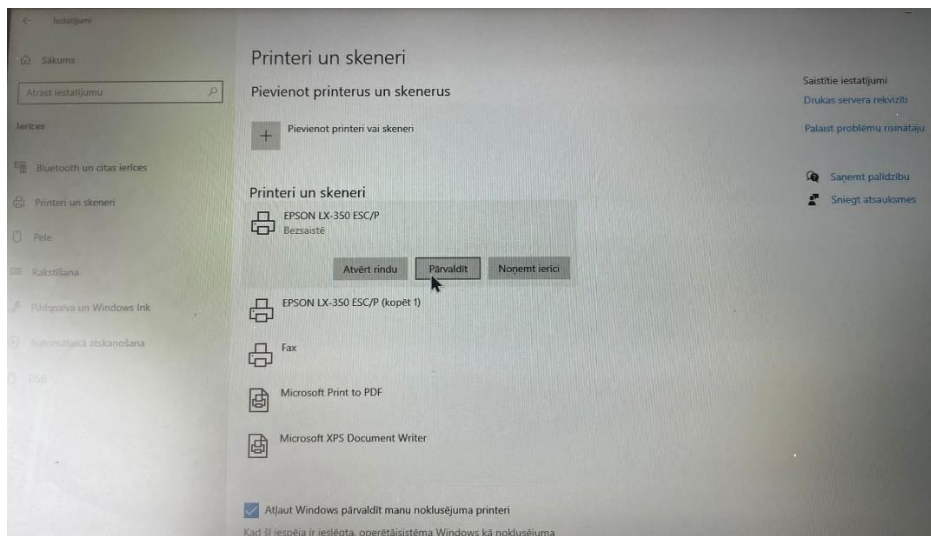 Iestatījumi
Sākums
Atrast iestatījumu
Ierīces
Bluetooth un citas ierīces
Printeri un skeneri
Pele
Rakstīšana
Pildspalva un Windows Ink
Automātiskā atskaņošana
USB
Printeri un skeneri
Pievienot printerus un skenerus
Pievienot printeri vai skeneri
Printeri un skeneri
EPSON LX-350 ESC/P
Bezsaistē
Atvērt rindu
Pārvaldīt
Noņemt ierīci
EPSON LX-350 ESC/P (kopēt 1)
Fax
Microsoft Print to PDF
Microsoft XPS Document Writer
Atļaut Windows pārvaldīt manu noklusējuma printeri
Kad šī iespēja ir ieslēgta, operētājsistēma Windows kā noklusējuma
Saistītie iestatījumi
Drukas servera rekvizīti
Palaist problēmu risinātāju
Saņemt palīdzību
Sniegt atsauksmes